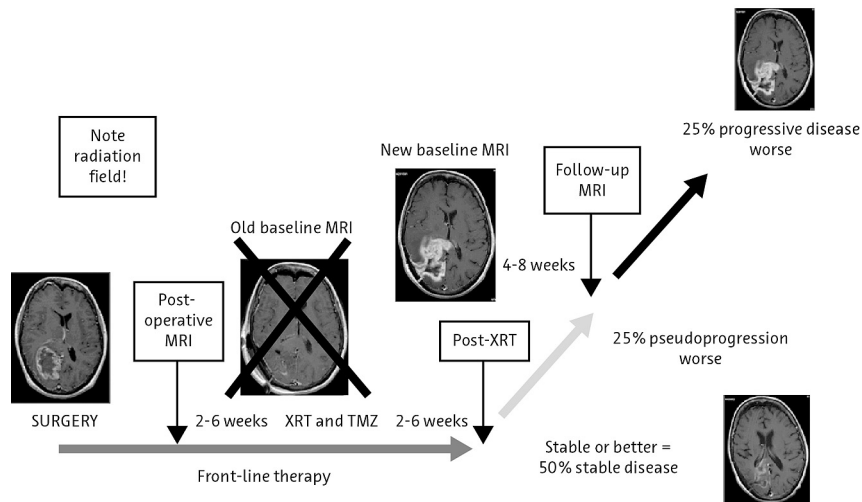 Note
radiation
field!
Old baseline MRI
New baseline MRI
Follow-up
MRI
25% progressive disease
worse
4-8 weeks
Post-
operative
MRI
Post-XRT
25% pseudoprogression
worse
SURGERY
2-6 weeks
XRT and TMZ
2-6 weeks
Front-line therapy
Stable or better =
50% stable disease